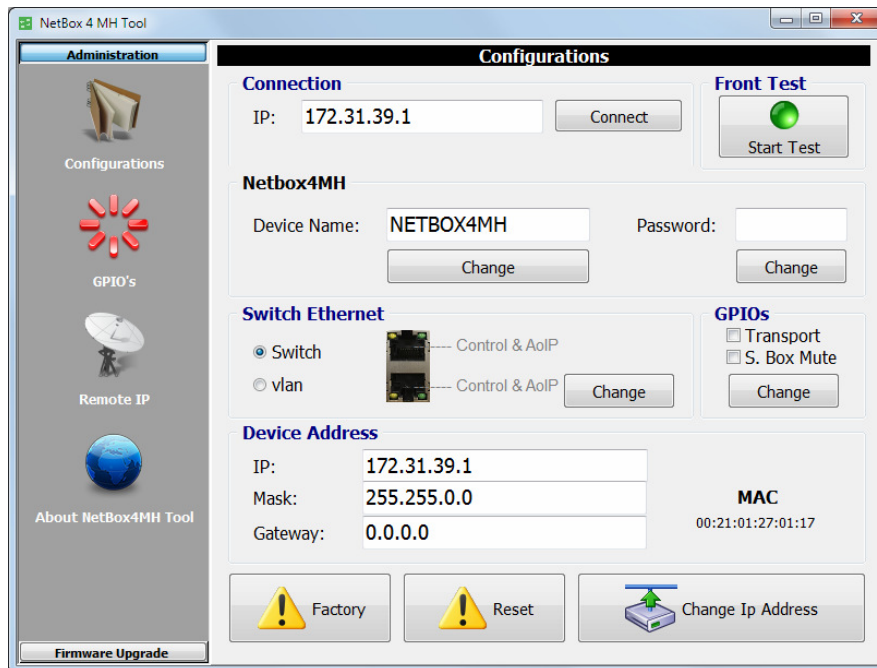 NetBox 4 MH Tool
Administration
Configurations
GPIO's
Remote IP
About NetBox4MH Tool
Firmware Upgrade
Configurations
Connection
IP: 172.31.39.1 Connect
Front Test
Start Test
Netbox4MH
Device Name: NETBOX4MH Password:
Change Change
Switch Ethernet
Switch Control & AoIP
vlan Control & AoIP Change
GPIOs
Transport
S. Box Mute
Change
Device Address
IP: 172.31.39.1
Mask: 255.255.0.0
Gateway: 0.0.0.0
MAC
00:21:01:27:01:17
Factory Reset Change Ip Address